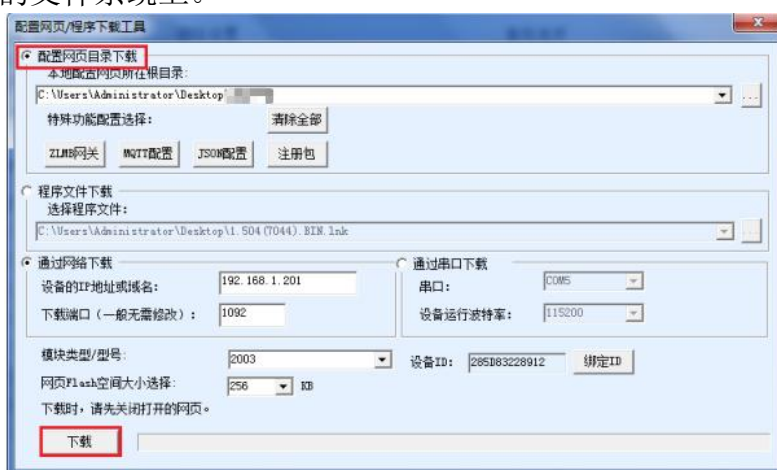 的文件系统上。
配置网页/程序下载工具
配置网页目录下载
本地配置网页所在根目录:
C:\Users\Administrator\Desktop
...
特殊功能配置选择:
清除全部
ZLMB网关 MQTT配置 JSON配置 注册包
程序文件下载
选择程序文件:
C:\Users\Administrator\Desktop\1.504(7044).BIN.lnk
...
通过网络下载
设备的IP地址或域名: 192.168.1.201
下载端口（一般无需修改）: 1092
通过串口下载
串口: COM5
设备运行波特率: 115200
模块类型/型号: 2003
设备ID: 285D83228912 绑定ID
网页Flash空间大小选择: 256 KB
下载时，请先关闭打开的网页。
下载